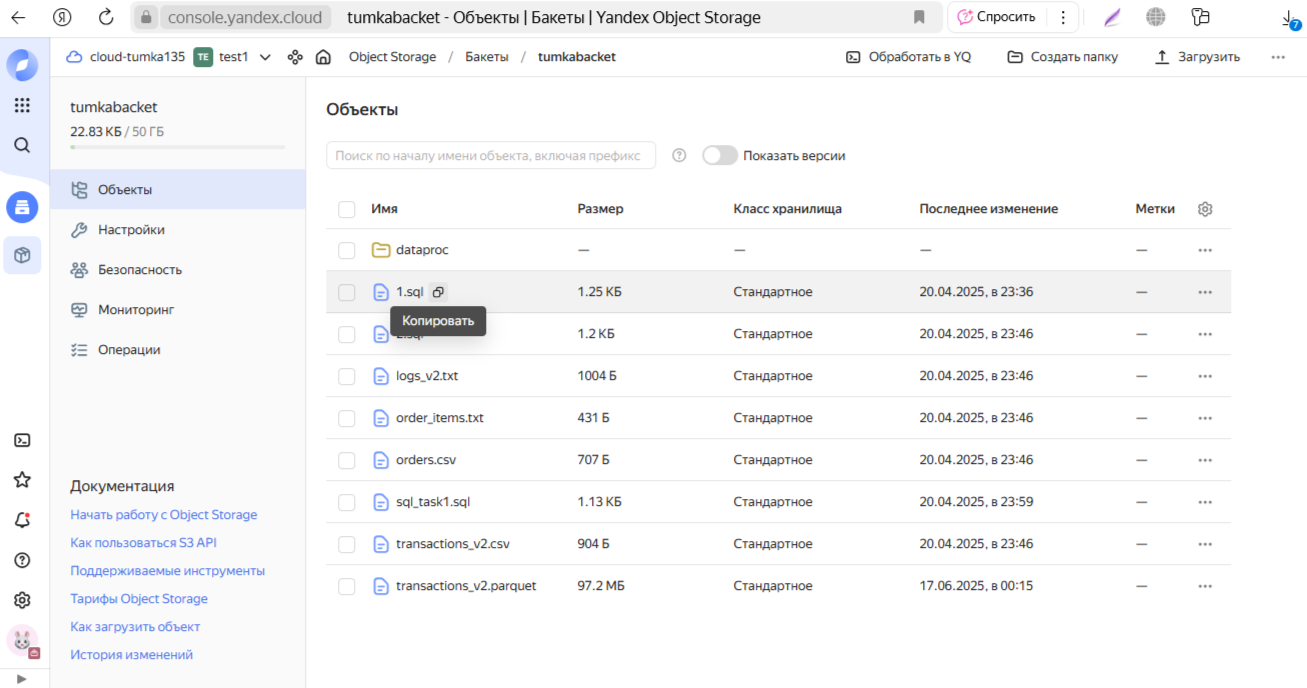 console.yandex.cloud tumkabacket - Объекты | Бакеты | Yandex Object Storage Спросить 7
cloud-tumka135 TE test1 Object Storage / Бакеты / tumkabacket Обработать в YQ Создать папку Загрузить
tumkabacket
22.83 КБ / 50 ГБ
Объекты
Настройки
Безопасность
Мониторинг
Операции
Документация
Начать работу с Object Storage
Как пользоваться S3 API
Поддерживаемые инструменты
Тарифы Object Storage
Как загрузить объект
История изменений
Объекты
Поиск по началу имени объекта, включая префикс Показать версии
Имя Размер Класс хранилища Последнее изменение Метки
dataproc — — — —
1.sql 1.25 КБ Стандартное 20.04.2025, в 23:36 —
Копировать
1.2 КБ Стандартное 20.04.2025, в 23:46 —
logs_v2.txt 1004 Б Стандартное 20.04.2025, в 23:46 —
order_items.txt 431 Б Стандартное 20.04.2025, в 23:46 —
orders.csv 707 Б Стандартное 20.04.2025, в 23:46 —
sql_task1.sql 1.13 КБ Стандартное 20.04.2025, в 23:59 —
transactions_v2.csv 904 Б Стандартное 20.04.2025, в 23:46 —
transactions_v2.parquet 97.2 МБ Стандартное 17.06.2025, в 00:15 —